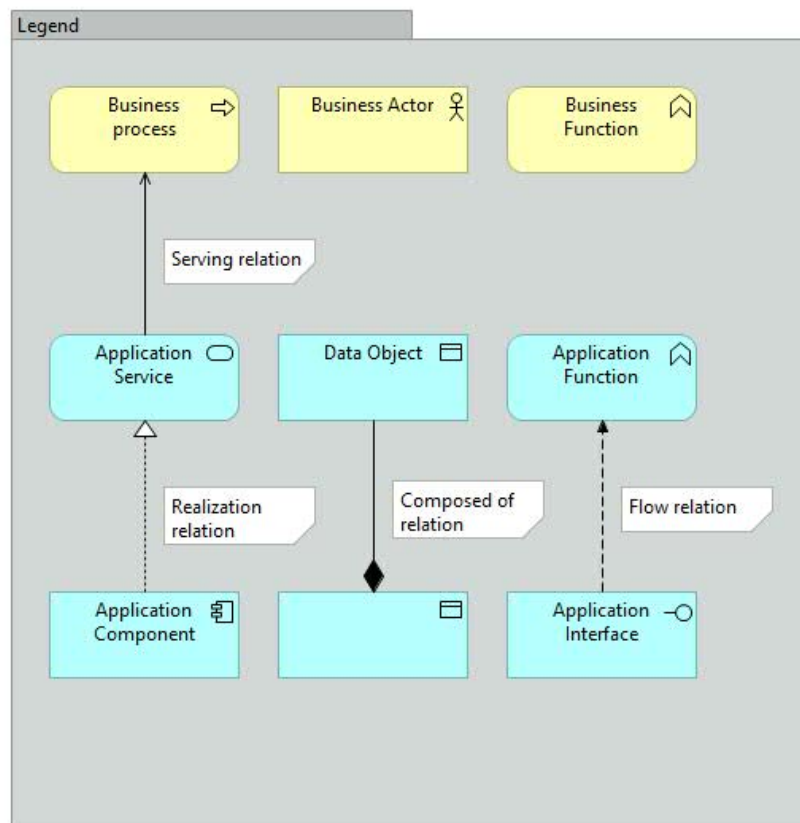 Legend
Business
process
Business Actor
Business
Function
Serving relation
Application
Service
Data Object
Application
Function
Realization
relation
Composed of
relation
Flow relation
Application
Component
Application
Interface